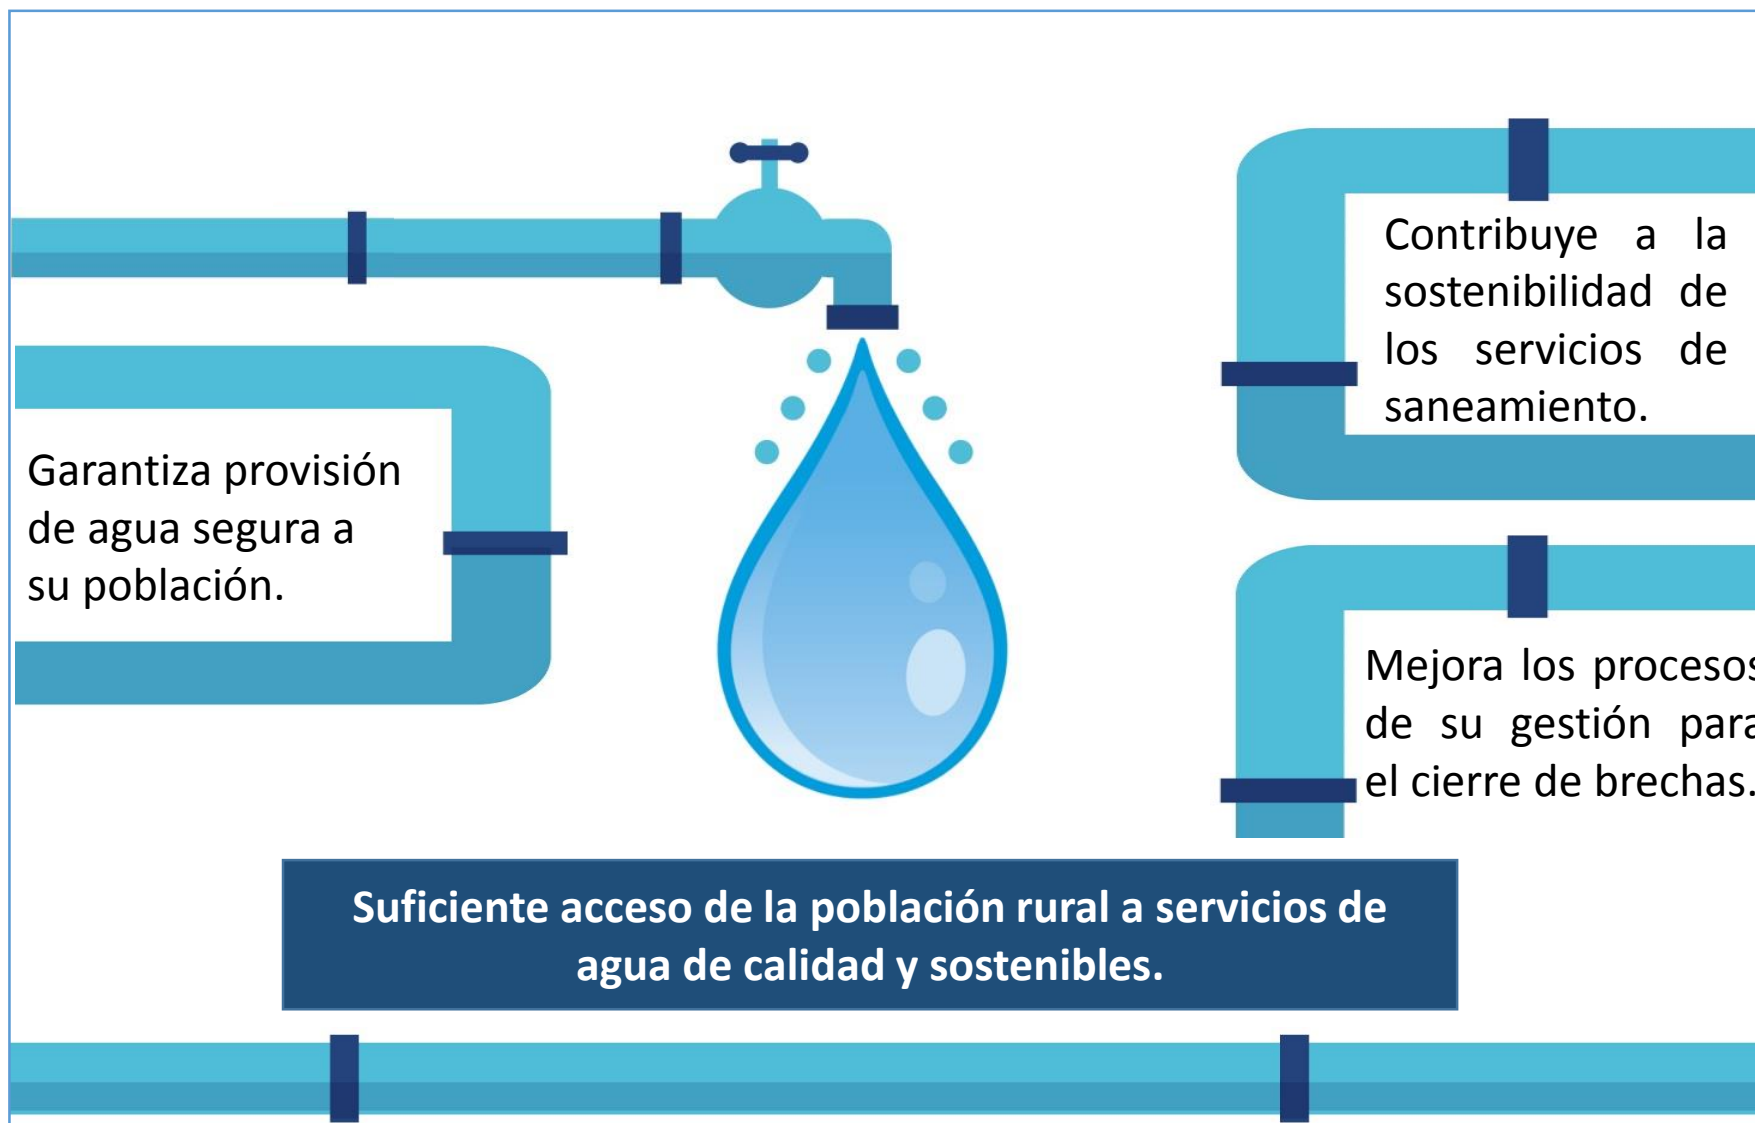 Garantiza provisión
de agua segura a
su población.
Contribuye a la
sostenibilidad de
los servicios de
saneamiento.
Mejora los procesos
de su gestión para
el cierre de brechas.
Suficiente acceso de la población rural a servicios de
agua de calidad y sostenibles.